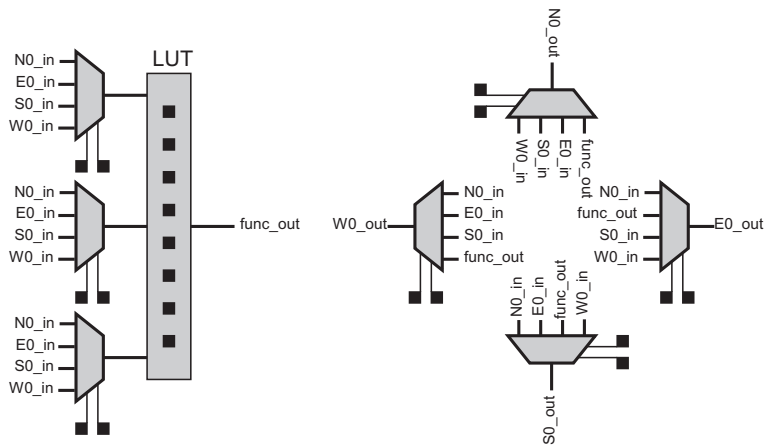 LUT
N0_in
E0_in
S0_in
W0_in
N0_in
E0_in
S0_in
W0_in
N0_in
E0_in
S0_in
W0_in
func_out
N0_out
W0_in
S0_in
E0_in
func_out
W0_out
N0_in
E0_in
S0_in
func_out
N0_in
func_out
S0_in
W0_in
E0_out
N0_in
E0_in
func_out
W0_in
S0_out